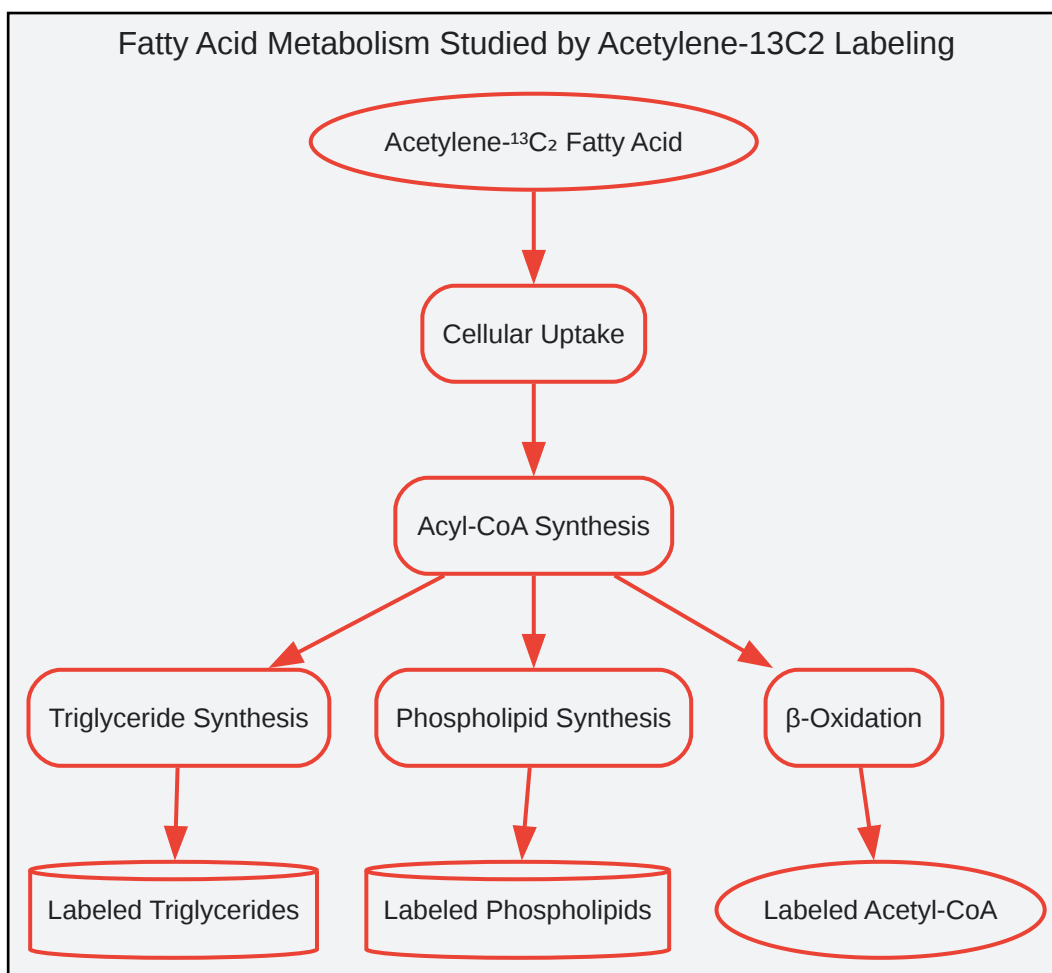 Fatty Acid Metabolism Studied by Acetylene-13C2 Labeling
Acetylene-¹³C₂ Fatty Acid
Cellular Uptake
Acyl-CoA Synthesis
Triglyceride Synthesis
Phospholipid Synthesis
β-Oxidation
Labeled Triglycerides
Labeled Phospholipids
Labeled Acetyl-CoA